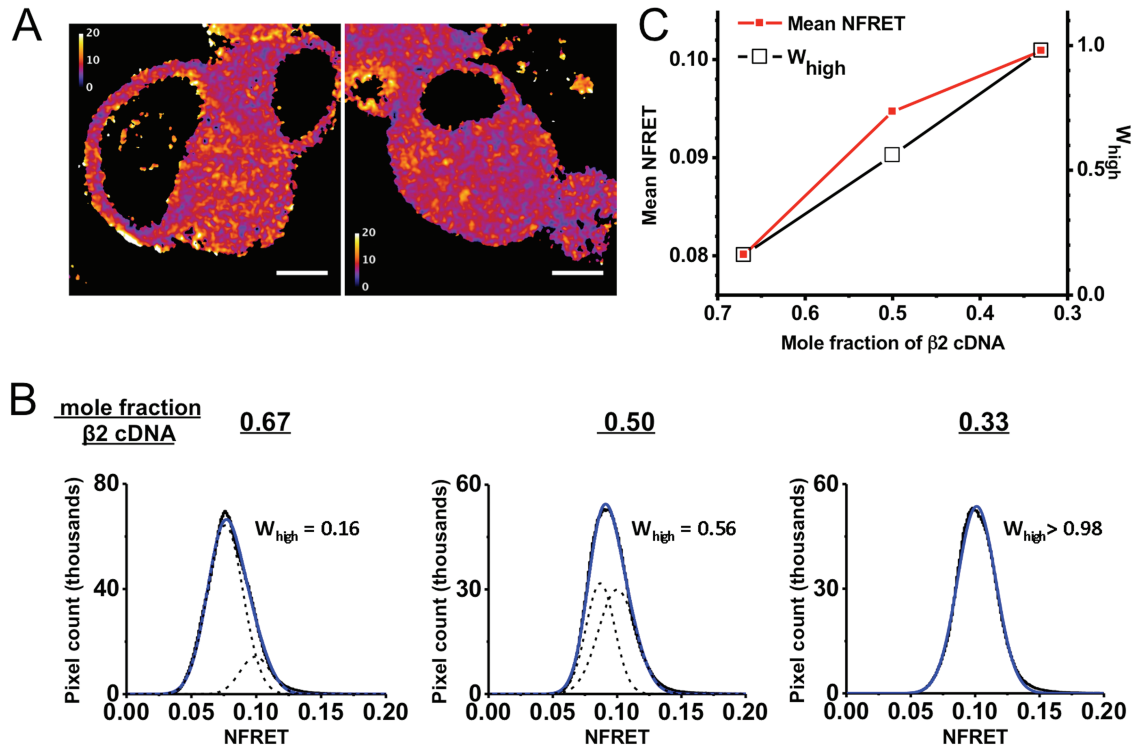 A
20
10
0
20
10
0
C
Mean NFRET
W high
0.10
0.09
0.08
Mean NFRET
1.0
0.5
0.0
W high
0.7
0.6
0.5
0.4
0.3
Mole fraction of β2 cDNA
B
mole fraction
β2 cDNA
0.67
0.50
0.33
Pixel count (thousands)
80
40
0
W high = 0.16
0.00 0.05 0.10 0.15 0.20
NFRET
Pixel count (thousands)
60
30
0
W high = 0.56
0.00 0.05 0.10 0.15 0.20
NFRET
Pixel count (thousands)
60
30
0
W high > 0.98
0.00 0.05 0.10 0.15 0.20
NFRET